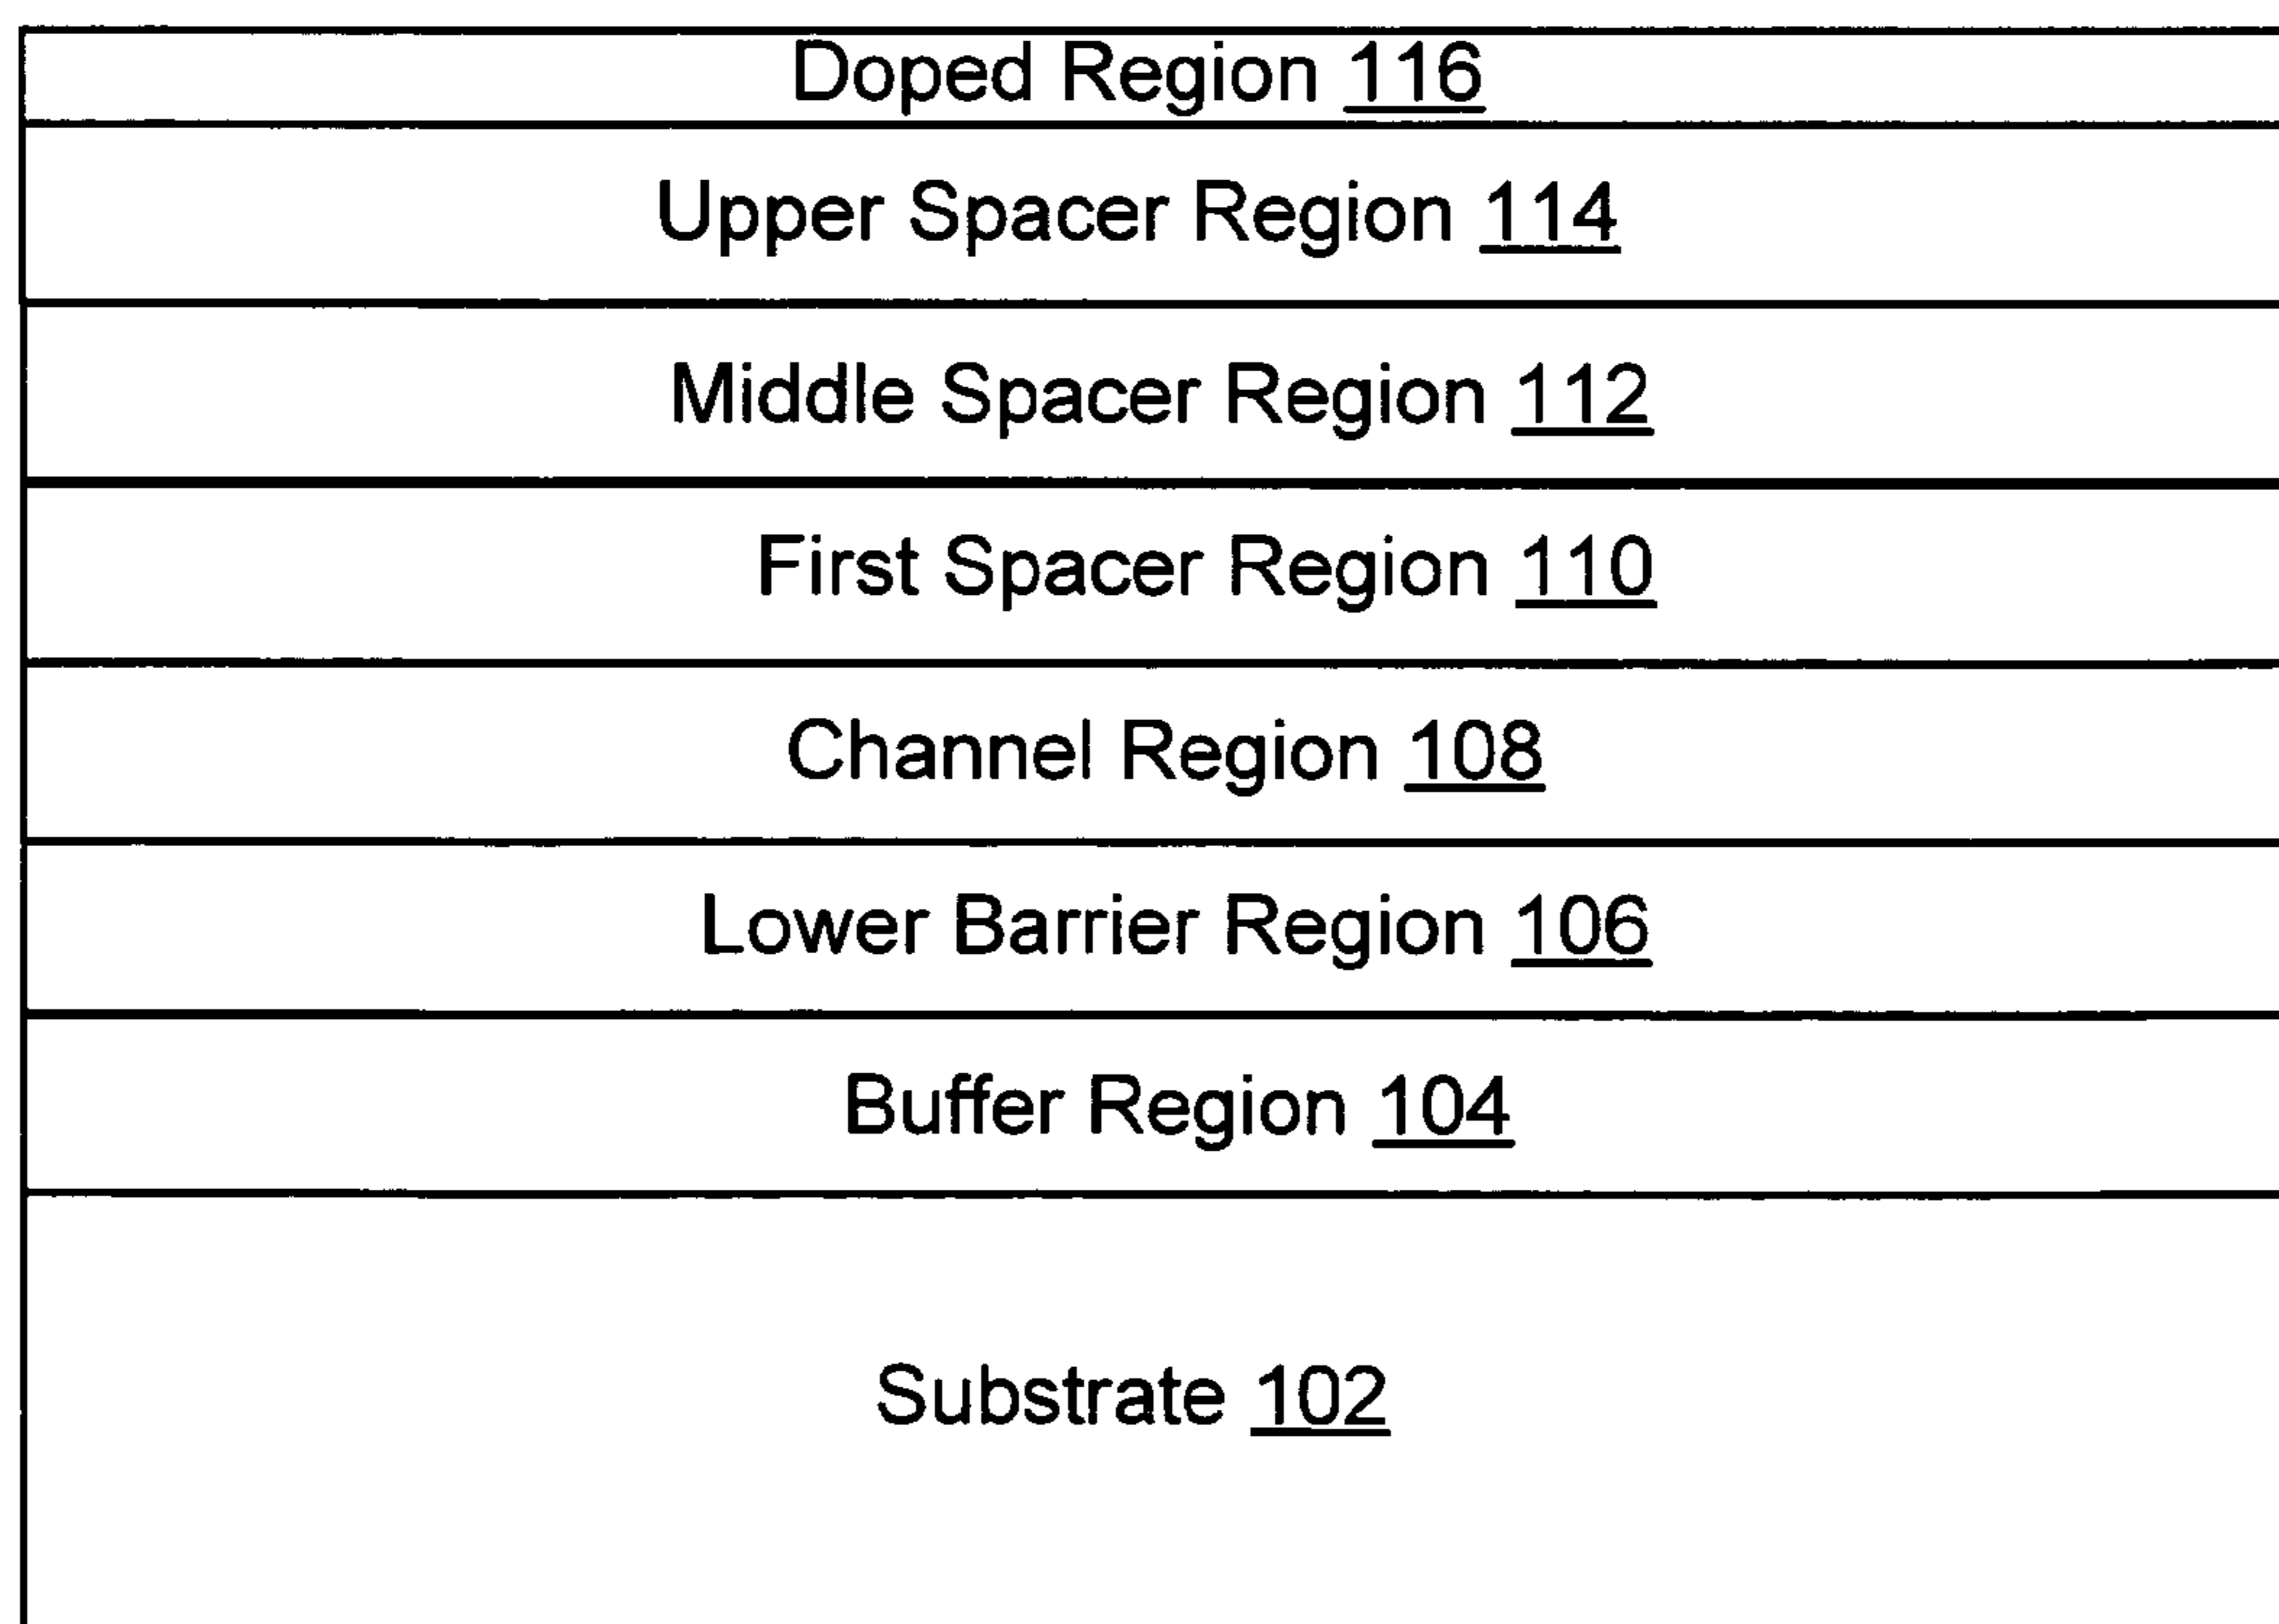 Doped Region 116
Upper Spacer Region 114
Middle Spacer Region 112
First Spacer Region 110
Channel Region 108
Lower Barrier Region 106
Buffer Region 104
Substrate 102